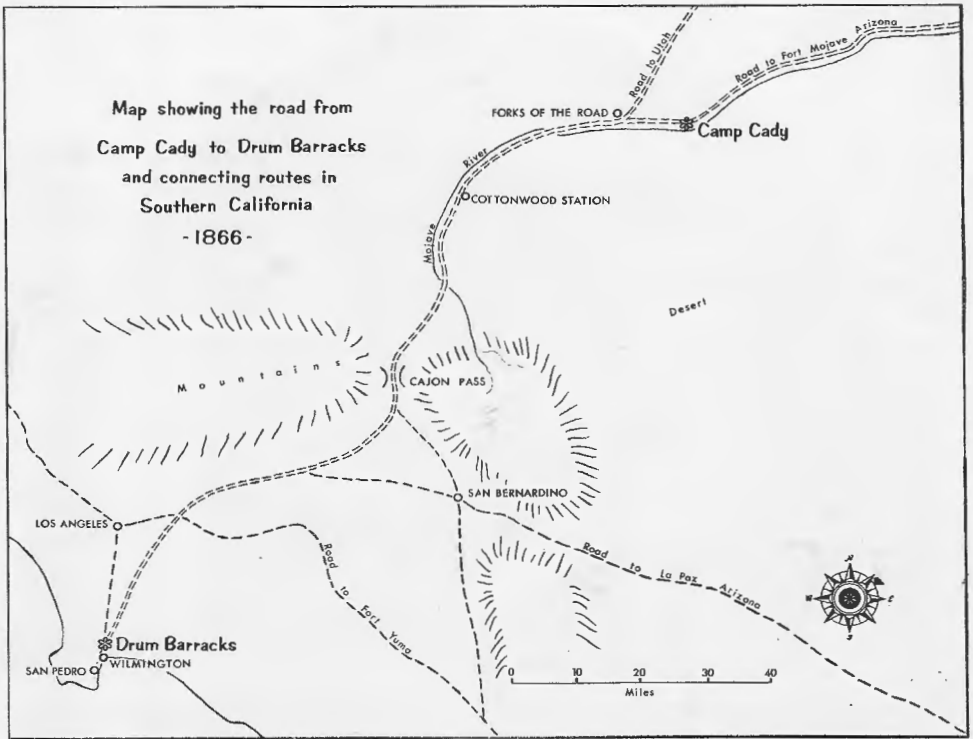 Map showing the road from
Camp Cady to Drum Barracks
and connecting routes in
Southern California
-1866-
Road to Utah
Road to Fort Mojave Arizona
FORKS OF THE ROAD
Camp Cady
Mojave River
COTTONWOOD STATION
Desert
Mountains
CAJON PASS
SAN BERNARDINO
LOS ANGELES
Road to Fort Yuma
Road to La Paz Arizona
N
W
E
S
Drum Barracks
WILMINGTON
SAN PEDRO
0 10 20 30 40
Miles